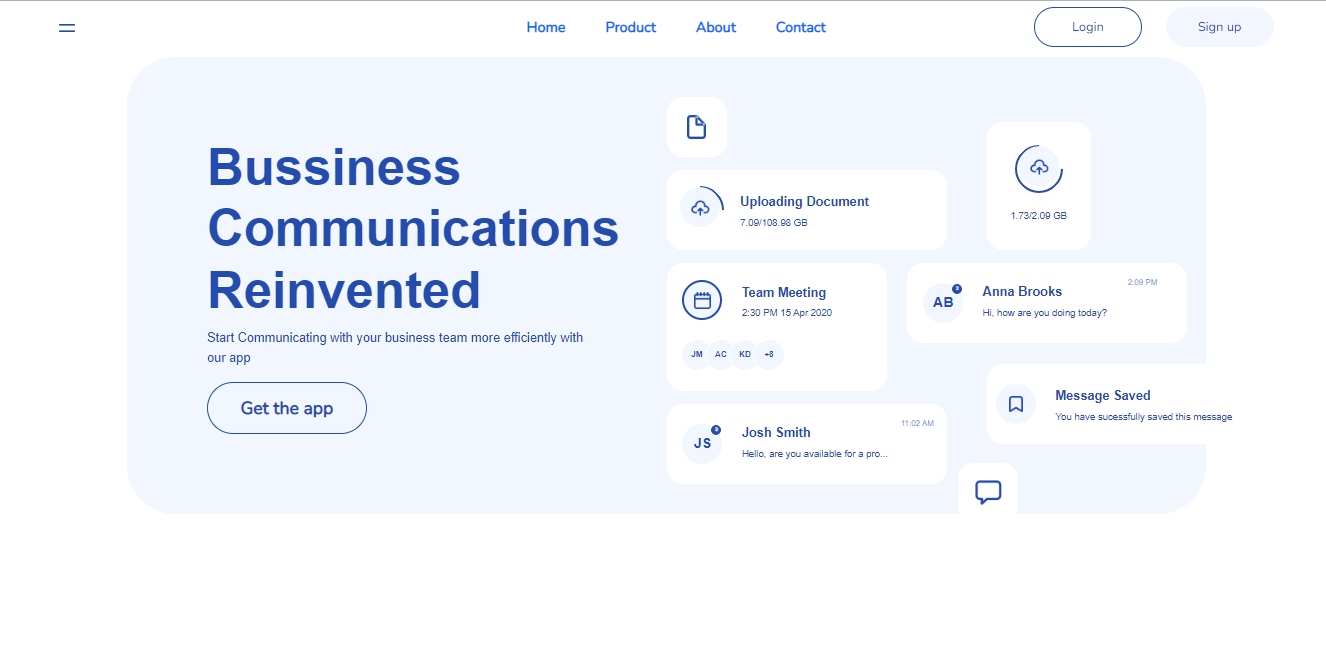 Home Product About Contact Login Sign up
Bussiness
Communications
Reinvented
Start Communicating with your business team more efficiently with
our app
Get the app
Uploading Document
7.09/108.98 GB
1.73/2.09 GB
Team Meeting
2:30 PM 15 Apr 2020
JM AC KD +8
2:09 PM
AB 3 Anna Brooks
Hi, how are you doing today?
Message Saved
You have sucessfully saved this message
11:02 AM
JS 3 Josh Smith
Hello, are you available for a pro...